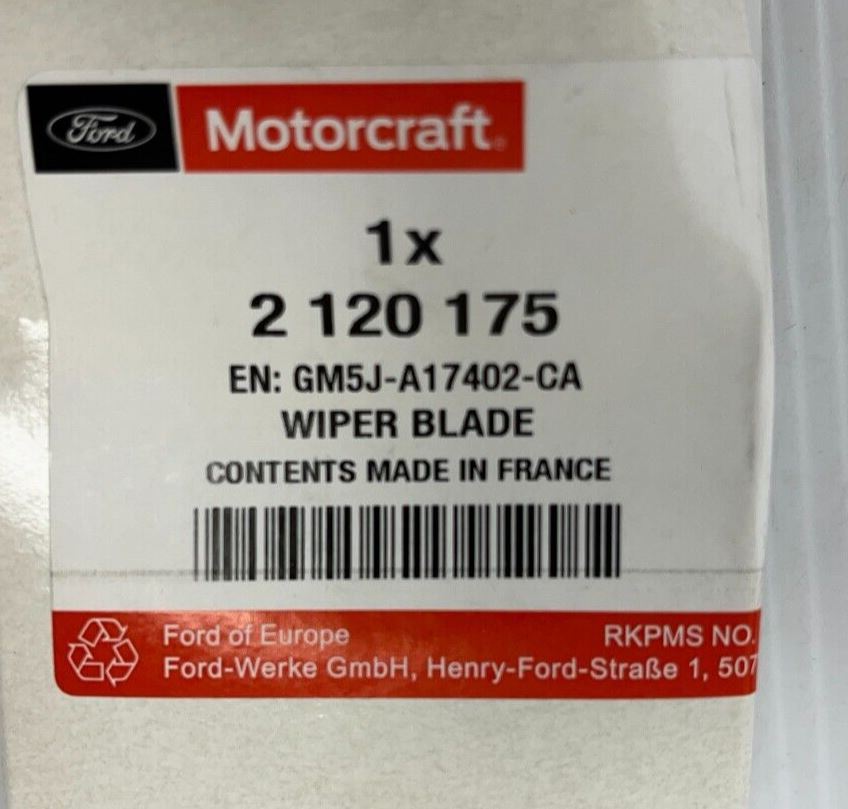 Ford Motorcraft
1x
2 120 175
EN: GM5J-A17402-CA
WIPER BLADE
CONTENTS MADE IN FRANCE
Ford of Europe RKPMS NO.
Ford-Werke GmbH, Henry-Ford-Straße 1, 507